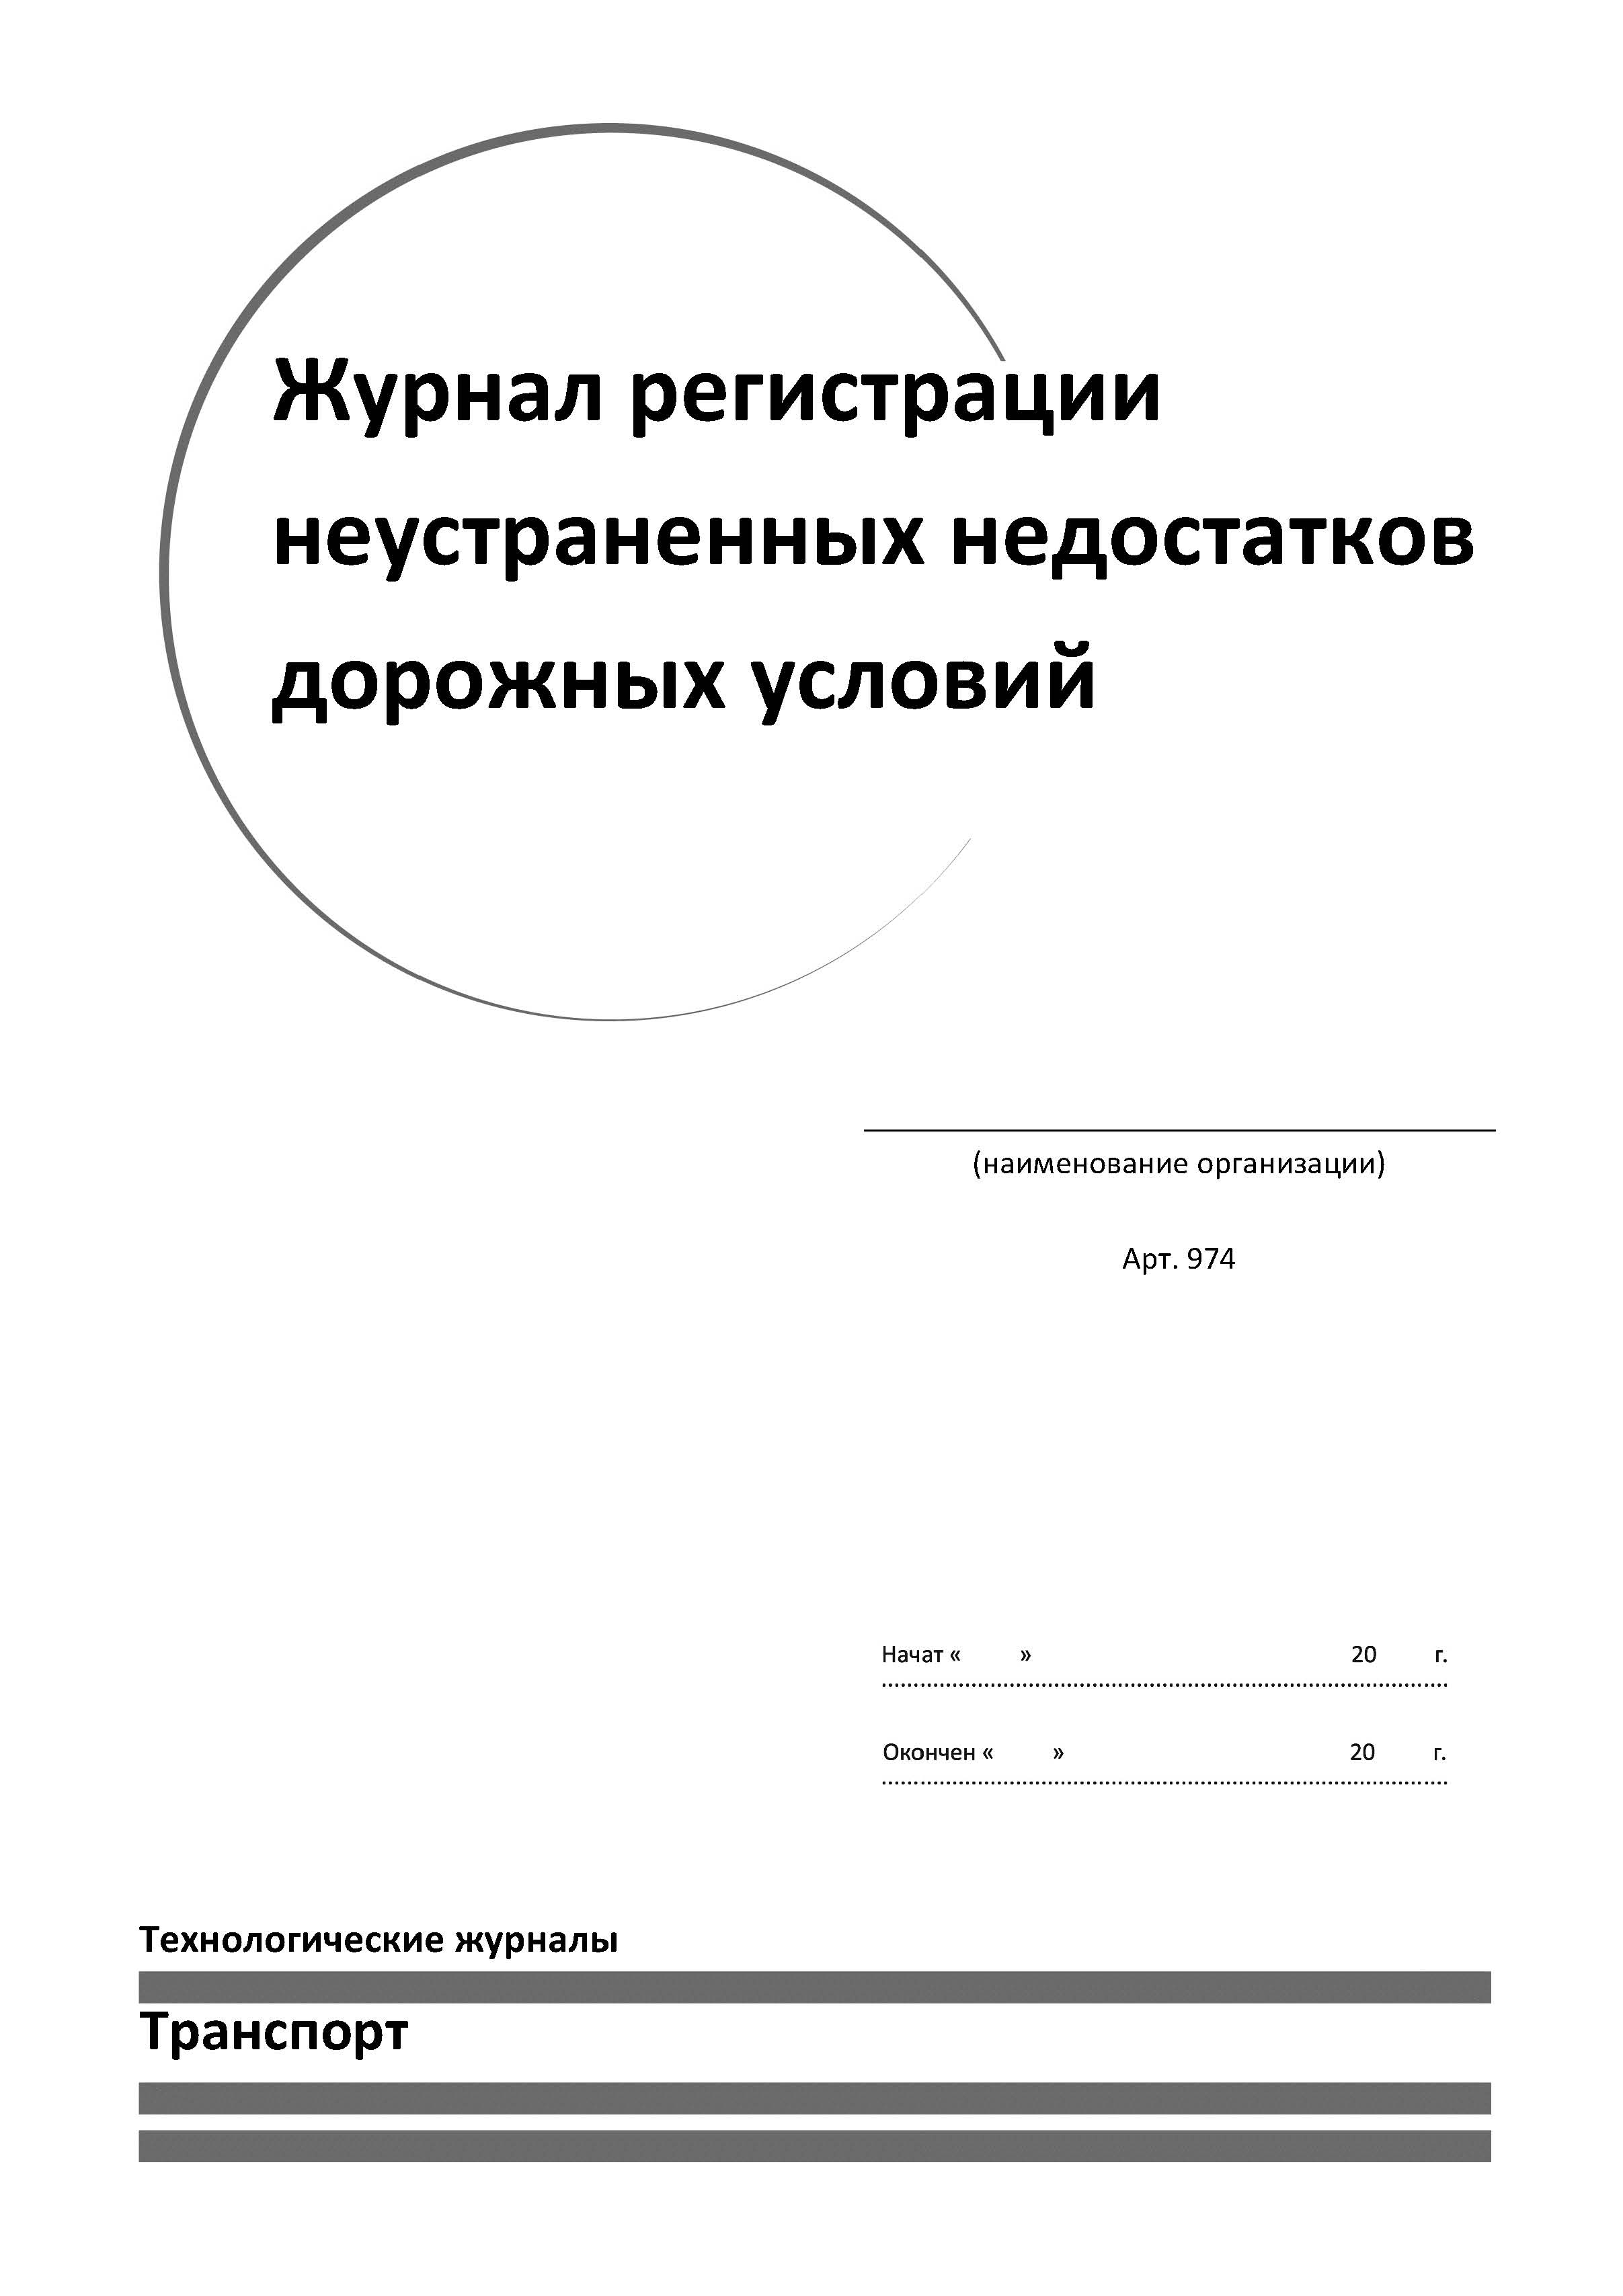 Журнал регистрации
неустраненных недостатков
дорожных условий
(наименование организации)
Арт. 974
Начат « » 20 г.
Окончен « » 20 г.
Технологические журналы
Транспорт